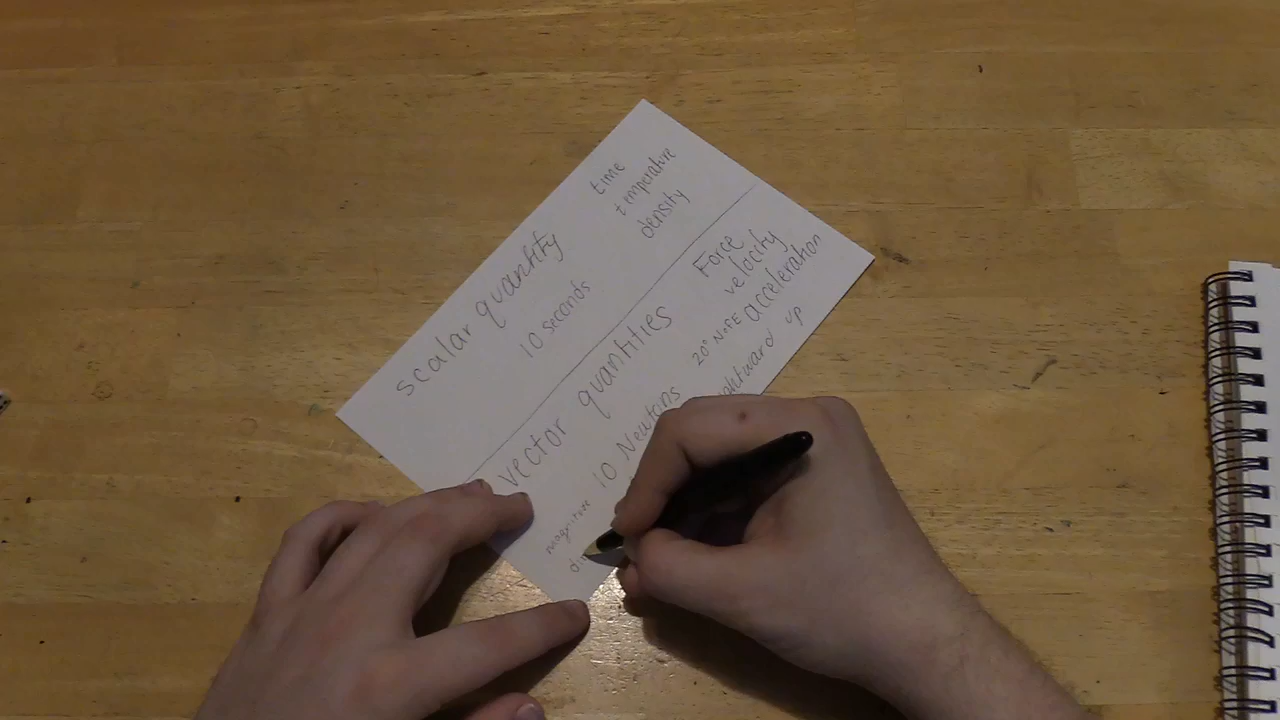 scalar quantity
time
temperature
density
10 seconds
vector quantities
Force
velocity
acceleration
magnitude 10 Newtons 20° N of E
up